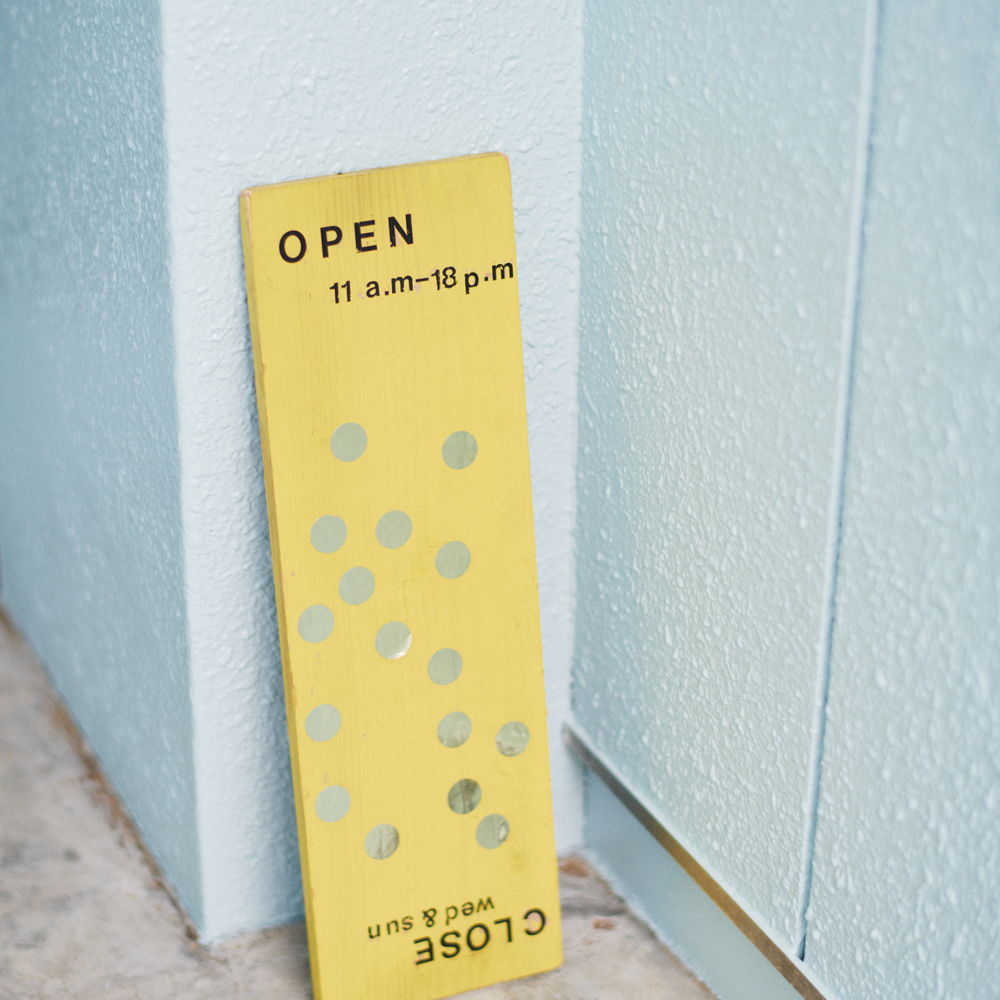 OPEN
11 a.m-18 p.m
CLOSE
wed & sun